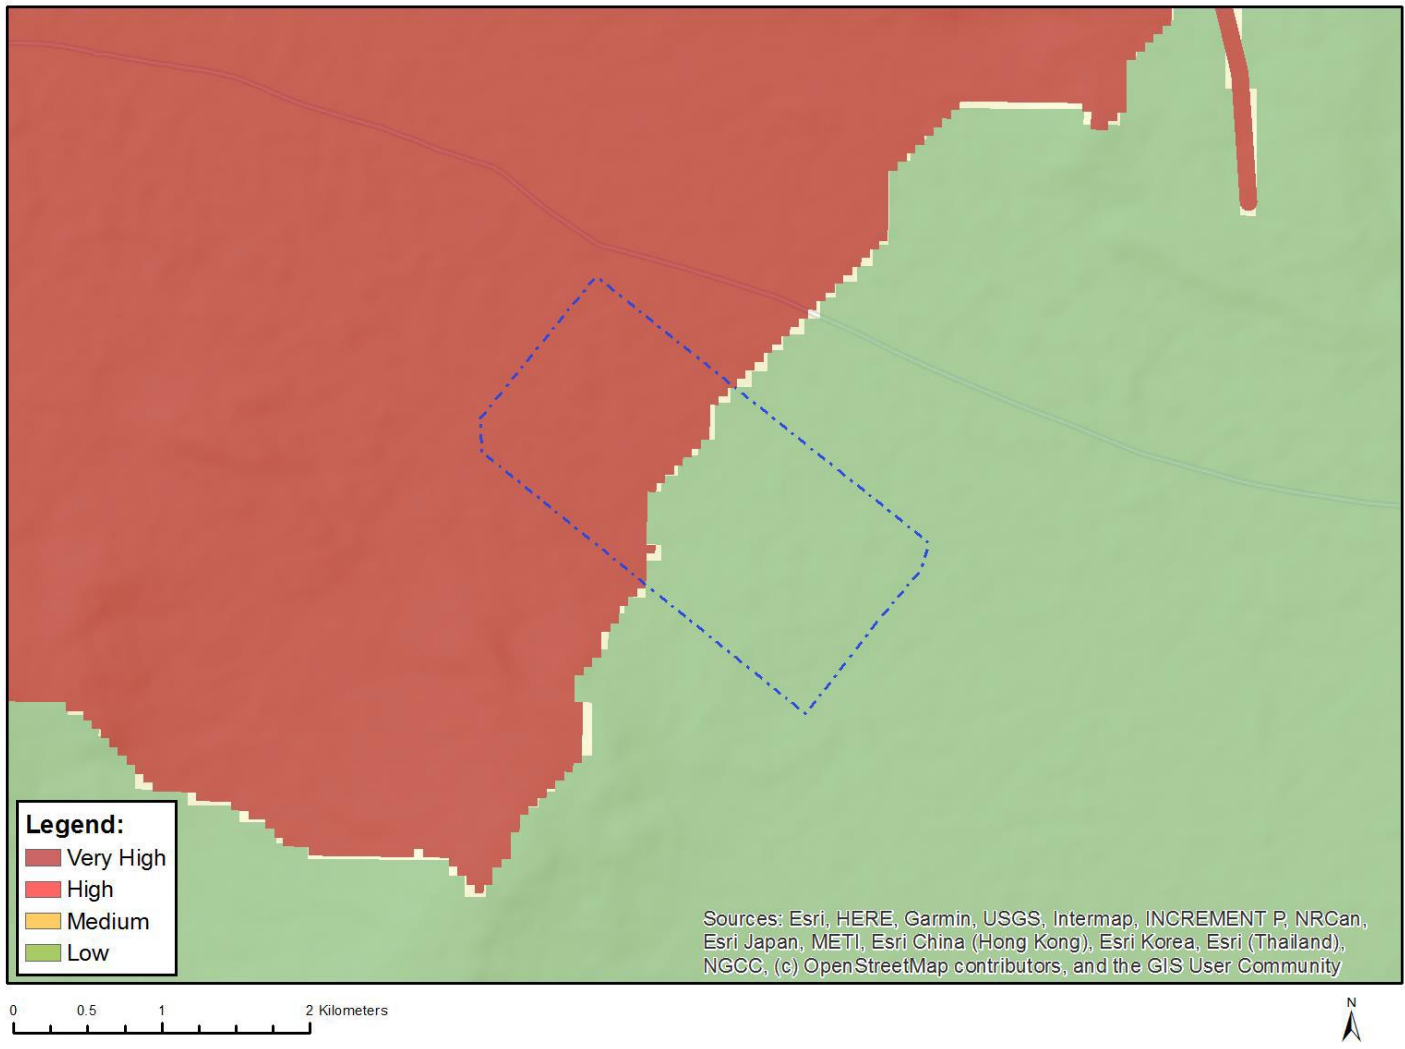 Legend:
Very High
High
Medium
Low
Sources: Esri, HERE, Garmin, USGS, Intermap, INCREMENT P, NRCan,
Esri Japan, METI, Esri China (Hong Kong), Esri Korea, Esri (Thailand),
NGCC, (c) OpenStreetMap contributors, and the GIS User Community
0 0.5 1 2 Kilometers
N